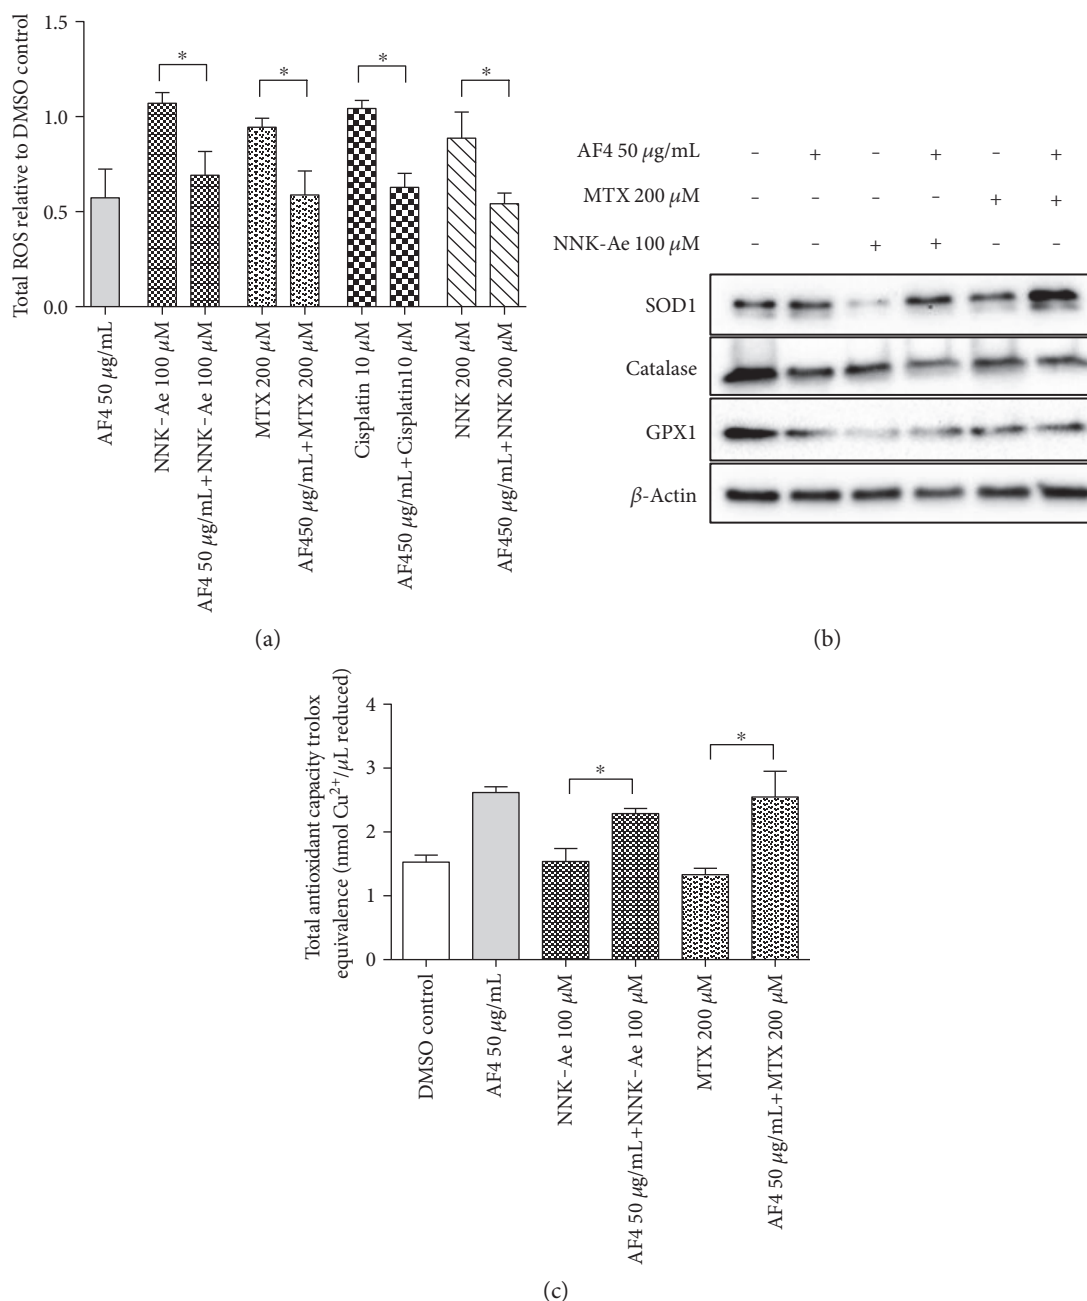 Total ROS relative to DMSO control
1.5
1.0
0.5
0.0
*
*
*
*
AF4 50 μg/mL
NNK-Ae 100 μM
AF4 50 μg/mL+NNK-Ae 100 μM
MTX 200 μM
AF450 μg/mL+MTX 200 μM
Cisplatin 10 μM
AF450 μg/mL+Cisplatin10 μM
NNK 200 μM
AF450 μg/mL+NNK 200 μM
(a)
AF4 50 μg/mL – + – + – +
MTX 200 μM – – – – + +
NNK-Ae 100 μM – – + + – –
SOD1
Catalase
GPX1
β-Actin
(b)
Total antioxidant capacity trolox
equivalence (nmol Cu²⁺/μL reduced)
4
3
2
1
0
*
*
DMSO control
AF4 50 μg/mL
NNK-Ae 100 μM
AF4 50 μg/mL+NNK-Ae 100 μM
MTX 200 μM
AF4 50 μg/mL+MTX 200 μM
(c)